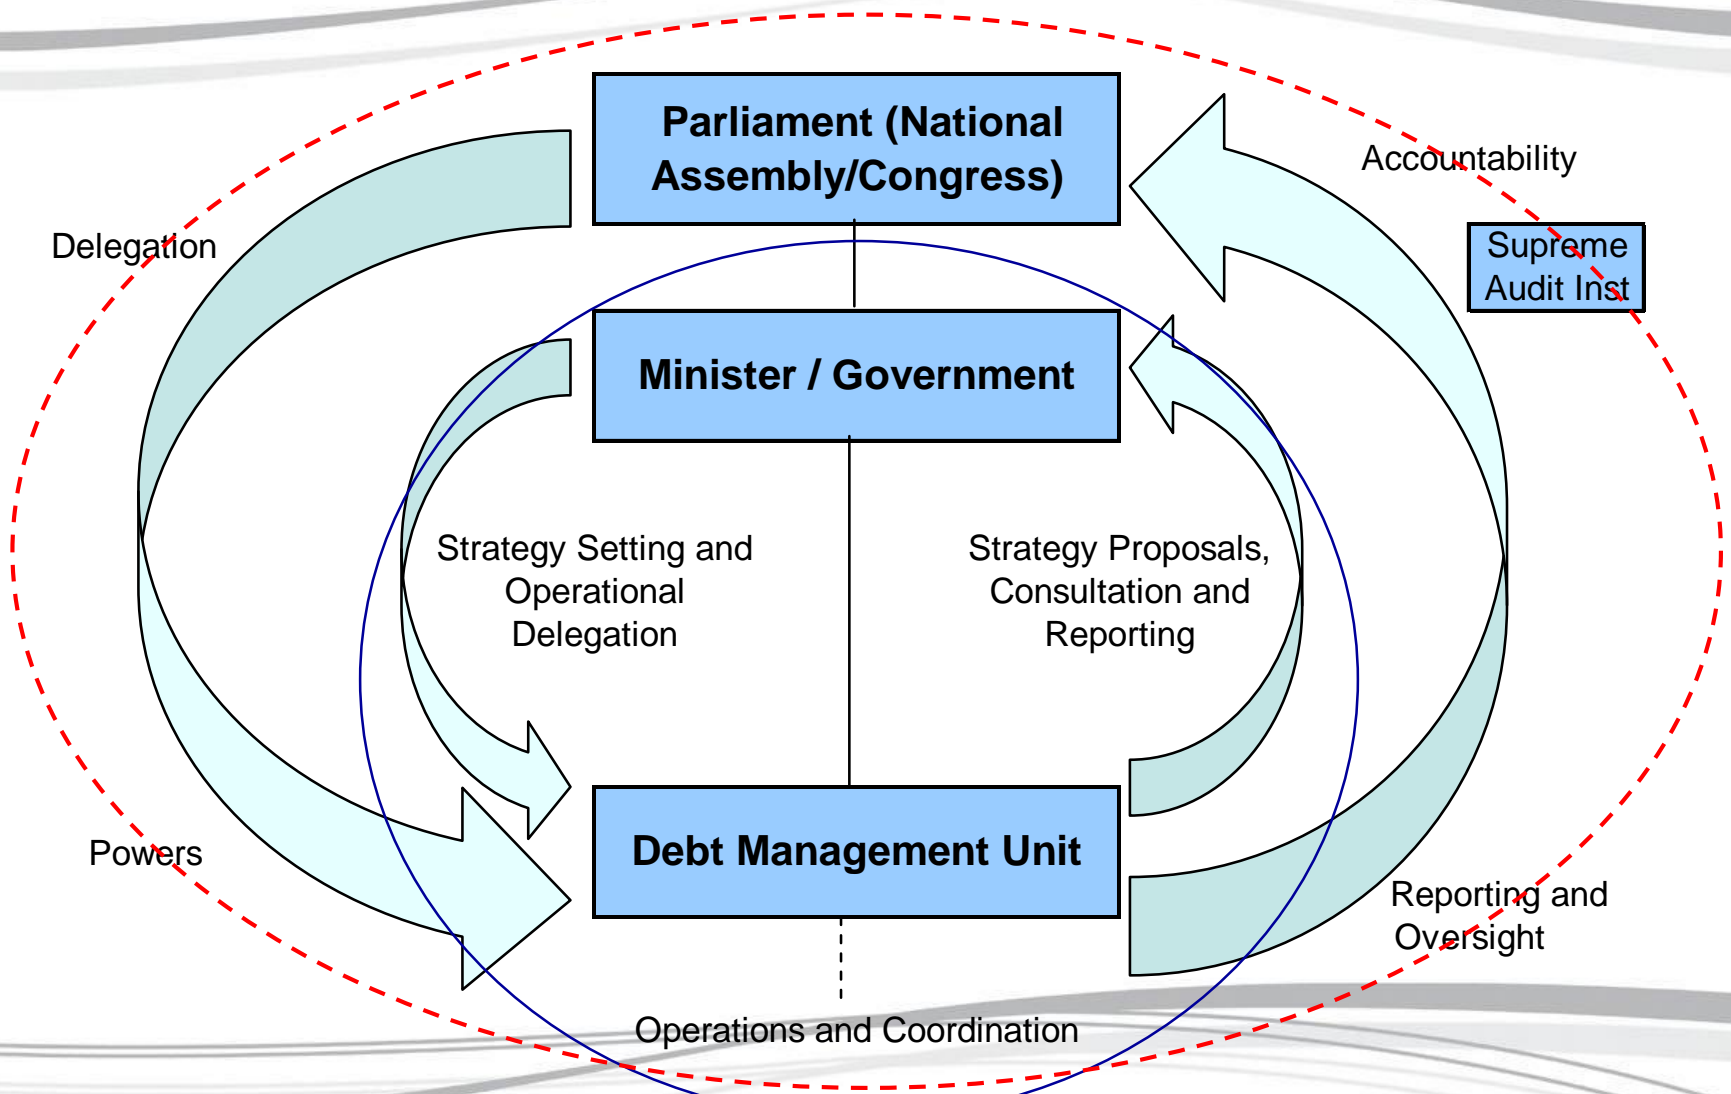 Parliament (National
Assembly/Congress)
Accountability
Delegation
Supreme
Audit Inst
Minister / Government
Strategy Setting and
Operational
Delegation
Strategy Proposals,
Consultation and
Reporting
Powers
Debt Management Unit
Reporting and
Oversight
Operations and Coordination